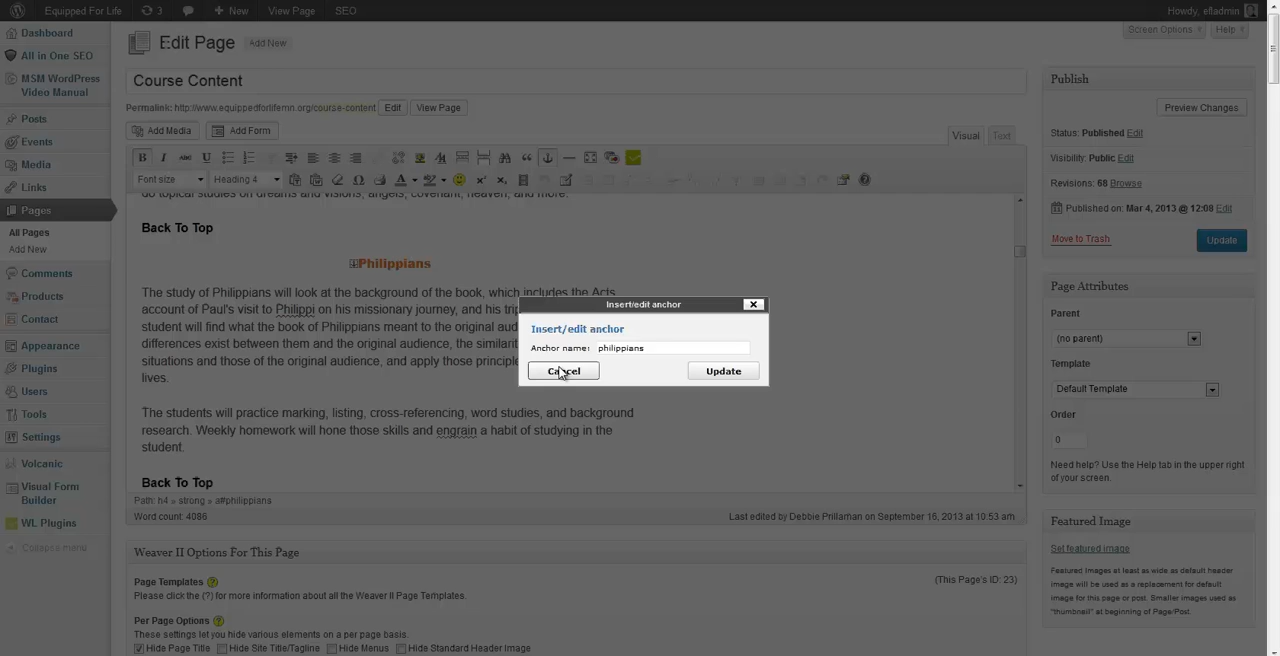 Equipped For Life 3 New View Page SEO Howdy, efladmin
Dashboard
All in One SEO
MSM WordPress
Video Manual
Posts
Events
Media
Links
Pages
All Pages
Add New
Comments
Products
Contact
Appearance
Plugins
Users
Tools
Settings
Volcanic
Visual Form
Builder
WL Plugins
Collapse menu
Edit Page Add New
Screen Options Help
Course Content
Permalink: http://www.equippedforlifemn.org/course-content Edit View Page
Add Media Add Form
Visual Text
Font size Heading 4
do topical studies on dreams and visions, angels, covenant, heaven, and more.
Back To Top
Philippians
The study of Philippians will look at the background of the book, which includes the Acts
account of Paul's visit to Philippi on his missionary journey, and his
student will find what the book of Philippians meant to the original
differences exist between them and the original audience, the
situations and those of the original audience, and apply those
lives.
The students will practice marking, listing, cross-referencing, word studies, and background
research. Weekly homework will hone those skills and engrain a habit of studying in the
student.
Back To Top
Path: h4 » strong » a#philippians
Word count: 4086
Last edited by Debbie Prillaman on September 16, 2013 at 10:53 am
Insert/edit anchor
Insert/edit anchor
Anchor name: philippians
Cancel Update
Weaver II Options For This Page
Page Templates (?)
(This Page's ID: 23)
Please click the (?) for more information about all the Weaver II Page Templates.
Per Page Options (?)
These settings let you hide various elements on a per page basis.
Hide Page Title Hide Site Title/Tagline Hide Menus Hide Standard Header Image
Publish
Preview Changes
Status: Published Edit
Visibility: Public Edit
Revisions: 68 Browse
Published on: Mar 4, 2013 @ 12:08 Edit
Move to Trash Update
Page Attributes
Parent
(no parent)
Template
Default Template
Order
0
Need help? Use the Help tab in the upper right
of your screen.
Featured Image
Set featured image
Featured Images at least as wide as default header
image will be used as a replacement for default
image for this page or post. Smaller images used as
"thumbnail" at beginning of Page/Post.